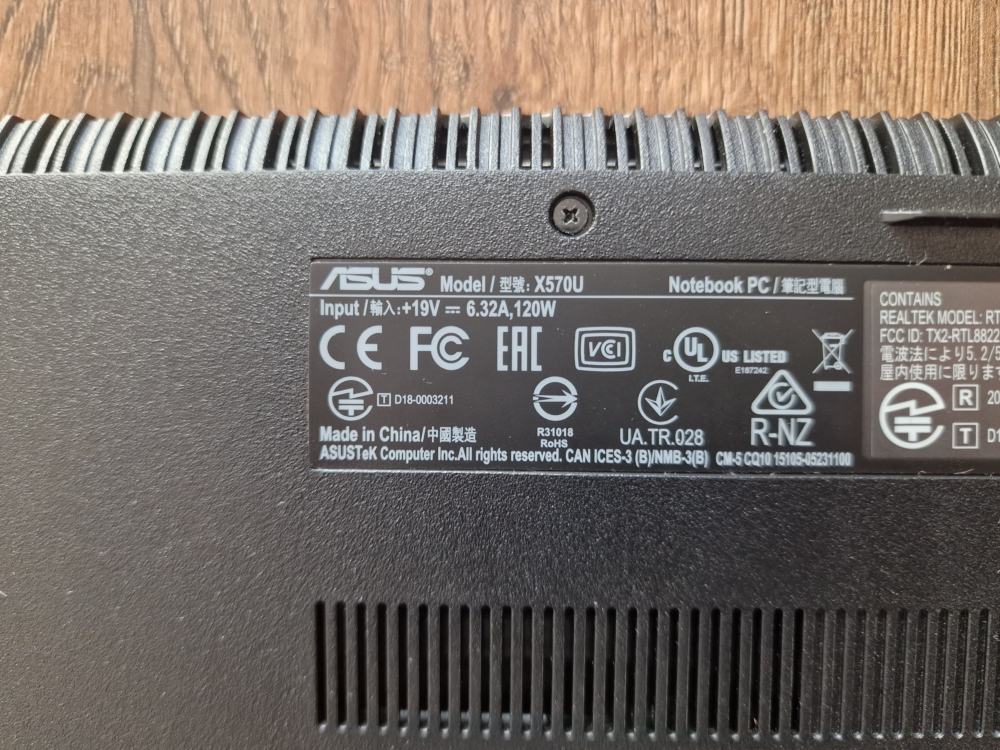 ASUS® Model / 型號: X570U
Notebook PC / 筆記型電腦
Input / 輸入: +19V ⎓ 6.32A,120W
CE FC EAC VCI c UL US LISTED
I.T.E.
E187242
T D18-0003211
R31018
RoHS
UA.TR.028
R-NZ
Made in China/中國製造
ASUSTeK Computer Inc.All rights reserved. CAN ICES-3 (B)/NMB-3(B) CM-5 CQ10 15105-05231100
CONTAINS
REALTEK MODEL: RT
FCC ID: TX2-RTL882
電波法により5.2/5
屋内使用に限りま
R 20
T D1